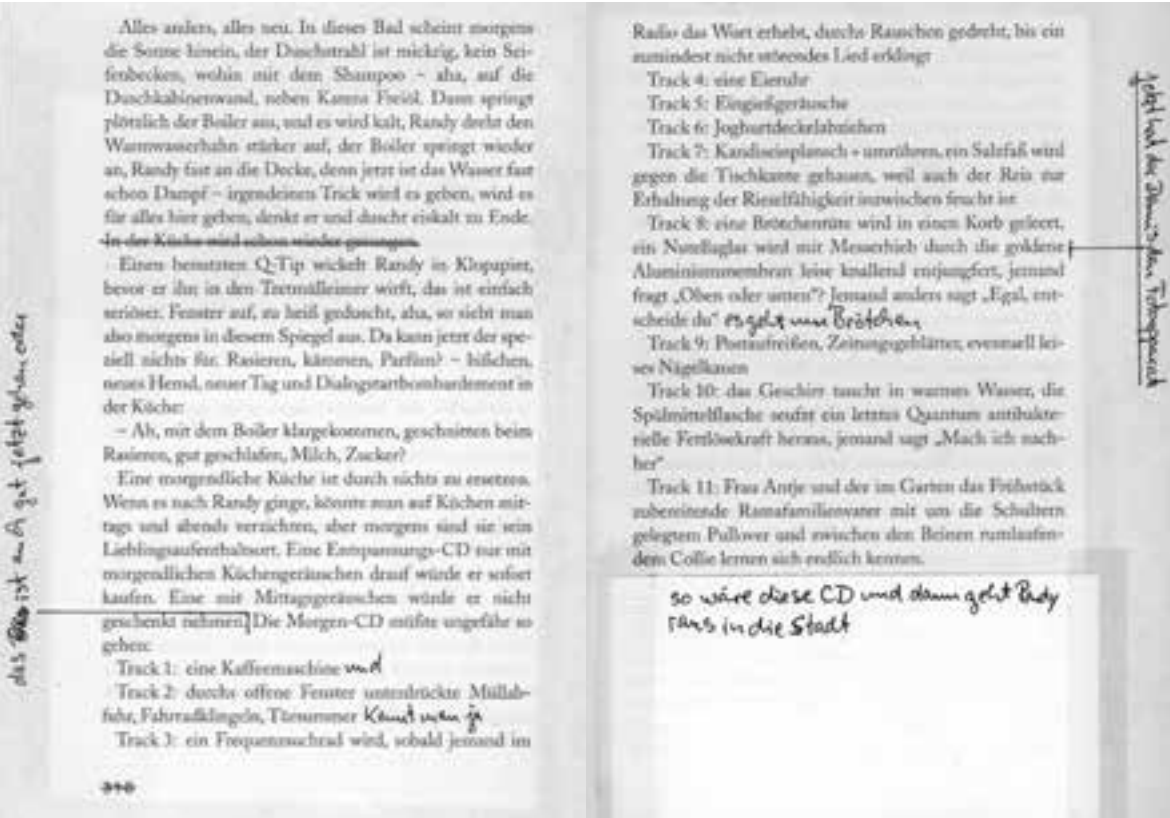 Alles anders, alles neu. In dieses Bad scheint morgens
die Sonne hinein, der Duschstrahl ist mickrig, kein Sei-
fenbecken, wohin mit dem Shampoo – aha, auf die
Duschkabinenwand, neben Karens Freiöl. Dann springt
plötzlich der Boiler aus, und es wird kalt, Randy dreht den
Warmwasserhahn stärker auf, der Boiler springt wieder
an, Randy fast an die Decke, denn jetzt ist das Wasser fast
schon Dampf – irgendeinen Trick wird es geben, wird es
für alles hier geben, denkt er und duscht eiskalt zu Ende.
In der Küche wird schon wieder gesungen.
Einen benutzten Q-Tip wickelt Randy in Klopapier,
bevor er ihn in den Tretmülleimer wirft, das ist einfach
seriöser. Fenster auf, zu heiß geduscht, aha, so sieht man
also morgens in diesem Spiegel aus. Da kann jetzt der spe-
ziell nichts für. Rasieren, kämmen, Parfüm? – bißchen,
neues Hemd, neuer Tag und Dialogstartbombardement in
der Küche:
– Ah, mit dem Boiler klargekommen, geschnitten beim
Rasieren, gut geschlafen, Milch, Zucker?
Eine morgendliche Küche ist durch nichts zu ersetzen.
Wenn es nach Randy ginge, könnte man auf Küchen mit-
tags und abends verzichten, aber morgens sind sie sein
Lieblingsaufenthaltsort. Eine Entspannungs-CD nur mit
morgendlichen Küchengeräuschen drauf würde er sofort
kaufen. Eine mit Mittagsgeräuschen würde er nicht
geschenkt nehmen. Die Morgen-CD müßte ungefähr so
gehen:
Track 1: eine Kaffeemaschine und
Track 2: durchs offene Fenster unterdrückte Müllab-
fuhr, Fahrradklingeln, Türsummer kennt man ja
Track 3: ein Frequenzsuchrad wird, sobald jemand im
das ist an A gut jetzt gehen oder
Radio das Wort erhebt, durchs Rauschen gedreht, bis ein
zumindest nicht störendes Lied erklingt
Track 4: eine Eieruhr
Track 5: Eingießgeräusche
Track 6: Joghurtdeckelabziehen
Track 7: Kandiseinplansch + umrühren, ein Salzfaß wird
gegen die Tischkante gehauen, weil auch der Reis zur
Erhaltung der Rieselfähigkeit inzwischen feucht ist
Track 8: eine Brötchentüte wird in einen Korb geleert,
ein Nutellaglas wird mit Messerhieb durch die goldene
Aluminiummembran leise knallend entjungfert, jemand
fragt „Oben oder unten“? Jemand anders sagt „Egal, ent-
scheide du“ es geht um Brötchen
Track 9: Postaufreißen, Zeitungsgeblätter, eventuell lei-
ses Nägelkauen
Track 10: das Geschirr taucht in warmes Wasser, die
Spülmittelflasche seufzt ein letztes Quantum antibakte-
rielle Fettlösekraft heraus, jemand sagt „Mach ich nach-
her“
Track 11: Frau Antje und der im Garten das Frühstück
zubereitende Ramafamilienvater mit um die Schultern
gelegtem Pullover und zwischen den Beinen rumlaufen-
dem Collie lernen sich endlich kennen.
so wäre diese CD und dann geht Randy
raus in die Stadt
jetzt hat der Dennis den